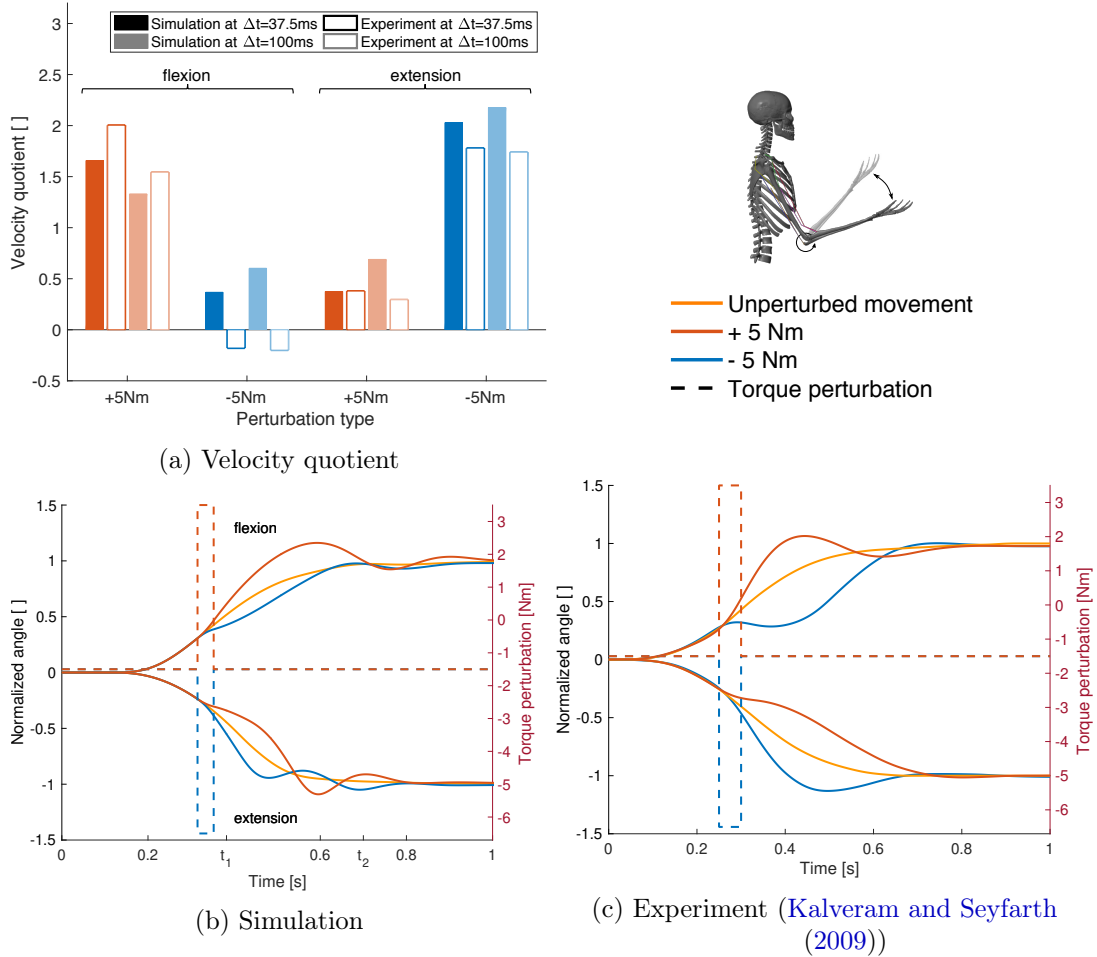 3
2.5
2
1.5
1
0.5
0
-0.5
Velocity quotient [ ]
Simulation at Δt=37.5ms Experiment at Δt=37.5ms
Simulation at Δt=100ms Experiment at Δt=100ms
flexion extension
+5Nm -5Nm +5Nm -5Nm
Perturbation type
(a) Velocity quotient
Unperturbed movement
+ 5 Nm
- 5 Nm
Torque perturbation
1.5
1
0.5
0
-0.5
-1
-1.5
Normalized angle [ ]
flexion
extension
3
2
1
0
-1
-2
-3
-4
-5
-6
Torque perturbation [Nm]
0 0.2 t1 0.6 t2 0.8 1
Time [s]
(b) Simulation
1.5
1
0.5
0
-0.5
-1
-1.5
Normalized angle [ ]
3
2
1
0
-1
-2
-3
-4
-5
-6
Torque perturbation [Nm]
0 0.2 0.4 0.6 0.8 1
Time [s]
(c) Experiment (Kalveram and Seyfarth
(2009))